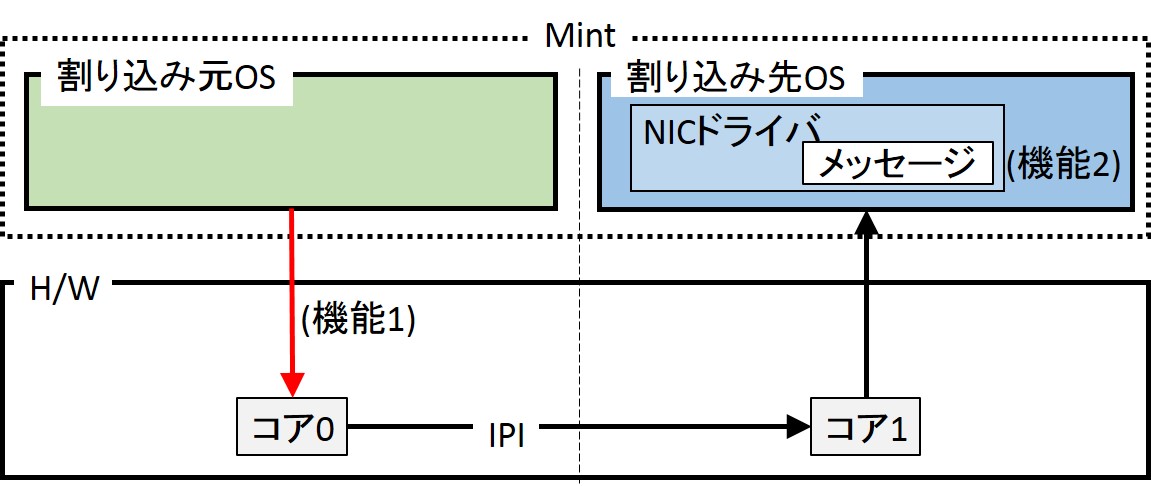 Mint
割り込み元OS
割り込み先OS
NICドライバ
メッセージ
(機能2)
H/W
(機能1)
コア0
IPI
コア1